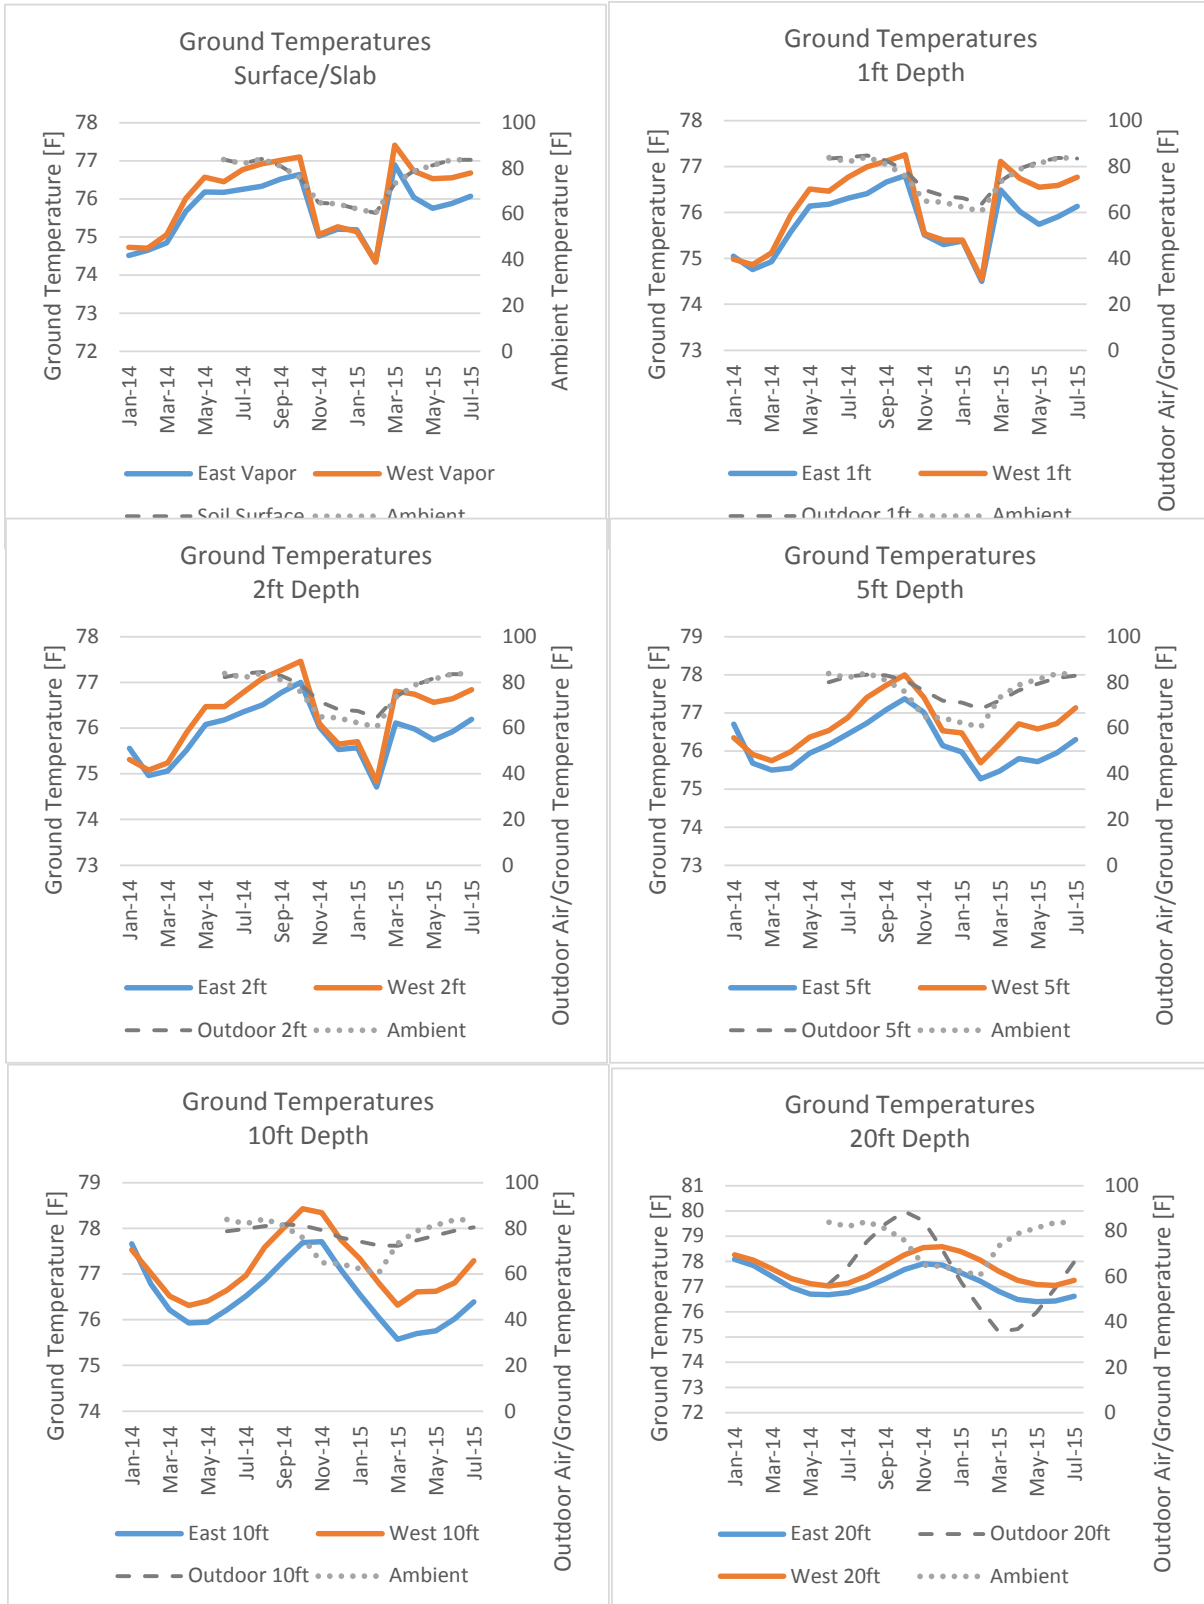 Ground Temperatures
Surface/Slab
Ground Temperature [F]
78
77
76
75
74
73
72
100
80
60
40
20
0
Ambient Temperature [F]
Jan-14
Mar-14
May-14
Jul-14
Sep-14
Nov-14
Jan-15
Mar-15
May-15
Jul-15
East Vapor
West Vapor
Soil Surface
Ambient
Ground Temperatures
1ft Depth
Ground Temperature [F]
78
77
76
75
74
73
100
80
60
40
20
0
Outdoor Air/Ground Temperature [F]
Jan-14
Mar-14
May-14
Jul-14
Sep-14
Nov-14
Jan-15
Mar-15
May-15
Jul-15
East 1ft
West 1ft
Outdoor 1ft
Ambient
Ground Temperatures
2ft Depth
Ground Temperature [F]
78
77
76
75
74
73
100
80
60
40
20
0
Outdoor Air/Ground Temperature [F]
Jan-14
Mar-14
May-14
Jul-14
Sep-14
Nov-14
Jan-15
Mar-15
May-15
Jul-15
East 2ft
West 2ft
Outdoor 2ft
Ambient
Ground Temperatures
5ft Depth
Ground Temperature [F]
79
78
77
76
75
74
73
100
80
60
40
20
0
Outdoor Air/Ground Temperature [F]
Jan-14
Mar-14
May-14
Jul-14
Sep-14
Nov-14
Jan-15
Mar-15
May-15
Jul-15
East 5ft
West 5ft
Outdoor 5ft
Ambient
Ground Temperatures
10ft Depth
Ground Temperature [F]
79
78
77
76
75
74
100
80
60
40
20
0
Outdoor Air/Ground Temperature [F]
Jan-14
Mar-14
May-14
Jul-14
Sep-14
Nov-14
Jan-15
Mar-15
May-15
Jul-15
East 10ft
West 10ft
Outdoor 10ft
Ambient
Ground Temperatures
20ft Depth
Ground Temperature [F]
81
80
79
78
77
76
75
74
73
72
100
80
60
40
20
0
Outdoor Air/Ground Temperature [F]
Jan-14
Mar-14
May-14
Jul-14
Sep-14
Nov-14
Jan-15
Mar-15
May-15
Jul-15
East 20ft
Outdoor 20ft
West 20ft
Ambient